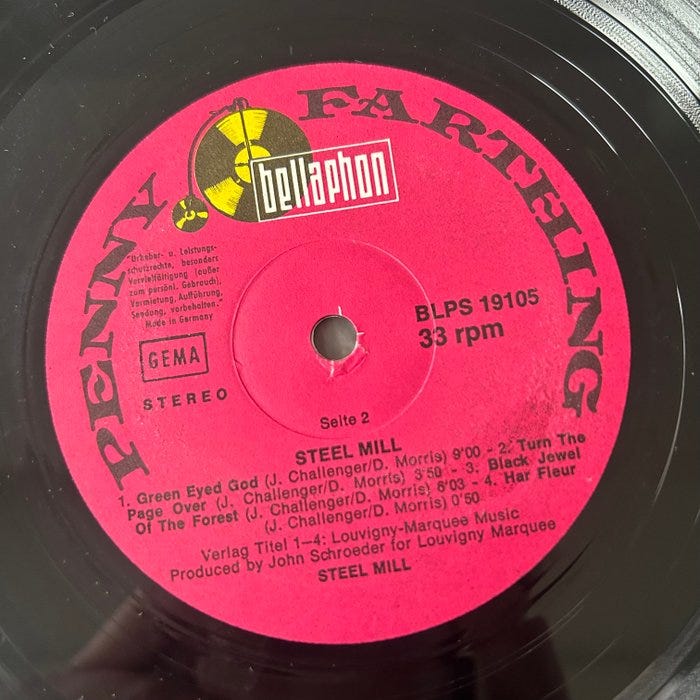 PENNY FARTHING
bellaphon
"Urheber- u. Leistungs-
schutzrechte, besonders
Vervielfältigung (außer
zum persönl. Gebrauch),
Vermietung, Aufführung,
Sendung, vorbehalten."
Made in Germany
GEMA
STEREO
BLPS 19105
33 rpm
Seite 2
STEEL MILL
1. Green Eyed God (J. Challenger/D. Morris) 9'00 - 2. Turn The
Page Over (J. Challenger/D. Morris) 3'50 - 3. Black Jewel
Of The Forest (J. Challenger/D. Morris) 8'03 - 4. Har Fleur
(J. Challenger/D. Morris) 0'50
Verlag Titel 1–4: Louvigny-Marquee Music
Produced by John Schroeder for Louvigny Marquee
STEEL MILL